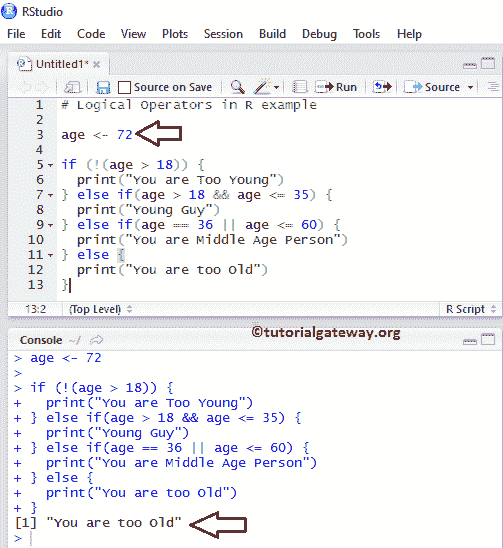 RStudio
File Edit Code View Plots Session Build Debug Tools Help
Untitled1* ×
Source on Save Run Source
1 # Logical Operators in R example
2
3 age <- 72
4
5 if (!(age > 18)) {
6 print("You are Too Young")
7 } else if(age > 18 && age <= 35) {
8 print("Young Guy")
9 } else if(age == 36 || age <= 60) {
10 print("You are Middle Age Person")
11 } else {
12 print("You are too Old")
13 }
13:2 (Top Level) R Script
©tutorialgateway.org
Console ~/
> age <- 72
>
> if (!(age > 18)) {
+ print("You are Too Young")
+ } else if(age > 18 && age <= 35) {
+ print("Young Guy")
+ } else if(age == 36 || age <= 60) {
+ print("You are Middle Age Person")
+ } else {
+ print("You are too Old")
+ }
[1] "You are too Old"
>